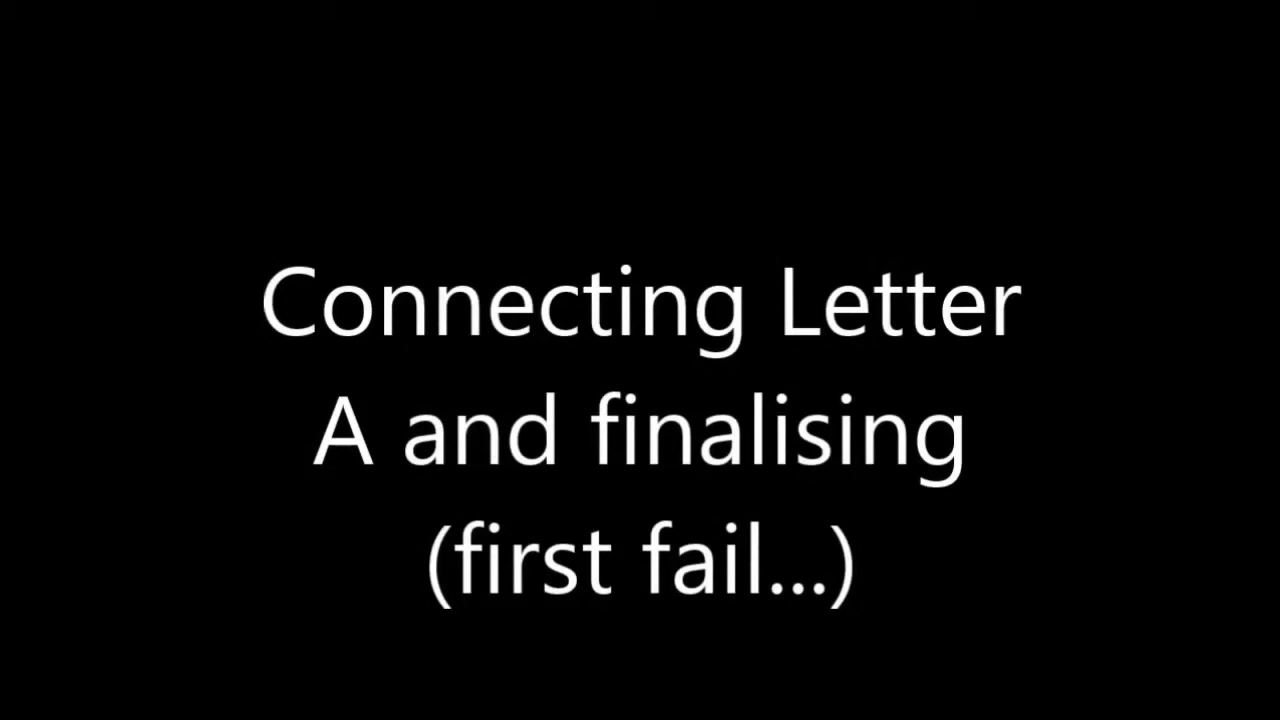 Connecting Letter
A and finalising
(first fail...)